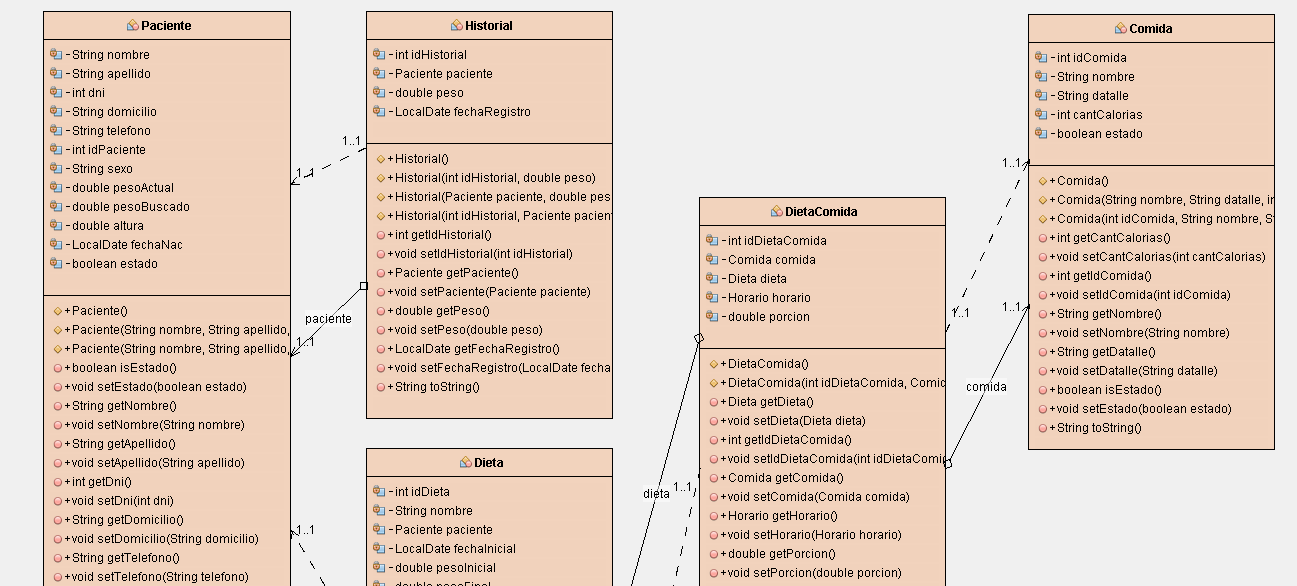 Paciente
- String nombre
- String apellido
- int dni
- String domicilio
- String telefono
- int idPaciente
- String sexo
- double pesoActual
- double pesoBuscado
- double altura
- LocalDate fechaNac
- boolean estado
+ Paciente()
+ Paciente(String nombre, String apellido,
+ Paciente(String nombre, String apellido,
+ boolean isEstado()
+ void setEstado(boolean estado)
+ String getNombre()
+ void setNombre(String nombre)
+ String getApellido()
+ void setApellido(String apellido)
+ int getDni()
+ void setDni(int dni)
+ String getDomicilio()
+ void setDomicilio(String domicilio)
+ String getTelefono()
+ void setTelefono(String telefono)
1..1
1..1
paciente
1..1
1..1
Historial
- int idHistorial
- Paciente paciente
- double peso
- LocalDate fechaRegistro
+ Historial()
+ Historial(int idHistorial, double peso)
+ Historial(Paciente paciente, double pes
+ Historial(int idHistorial, Paciente pacien
+ int getIdHistorial()
+ void setIdHistorial(int idHistorial)
+ Paciente getPaciente()
+ void setPaciente(Paciente paciente)
+ double getPeso()
+ void setPeso(double peso)
+ LocalDate getFechaRegistro()
+ void setFechaRegistro(LocalDate fecha
+ String toString()
Dieta
- int idDieta
- String nombre
- Paciente paciente
- LocalDate fechaInicial
- double pesoInicial
- double pesoFinal
dieta
1..1
DietaComida
- int idDietaComida
- Comida comida
- Dieta dieta
- Horario horario
- double porcion
+ DietaComida()
+ DietaComida(int idDietaComida, Comic
+ Dieta getDieta()
+ void setDieta(Dieta dieta)
+ int getIdDietaComida()
+ void setIdDietaComida(int idDietaComi
+ Comida getComida()
+ void setComida(Comida comida)
+ Horario getHorario()
+ void setHorario(Horario horario)
+ double getPorcion()
+ void setPorcion(double porcion)
1..1
1..1
1..1
comida
Comida
- int idComida
- String nombre
- String datalle
- int cantCalorias
- boolean estado
+ Comida()
+ Comida(String nombre, String datalle, ir
+ Comida(int idComida, String nombre, S
+ int getCantCalorias()
+ void setCantCalorias(int cantCalorias)
+ int getIdComida()
+ void setIdComida(int idComida)
+ String getNombre()
+ void setNombre(String nombre)
+ String getDatalle()
+ void setDatalle(String datalle)
+ boolean isEstado()
+ void setEstado(boolean estado)
+ String toString()